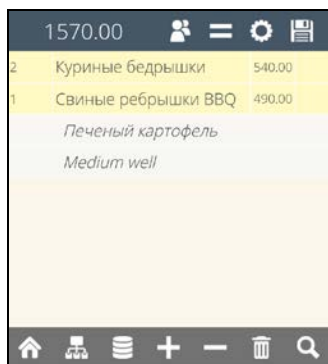 1570.00
2 Куриные бедрышки 540.00
1 Свиные ребрышки BBQ 490.00
Печеный картофель
Medium well